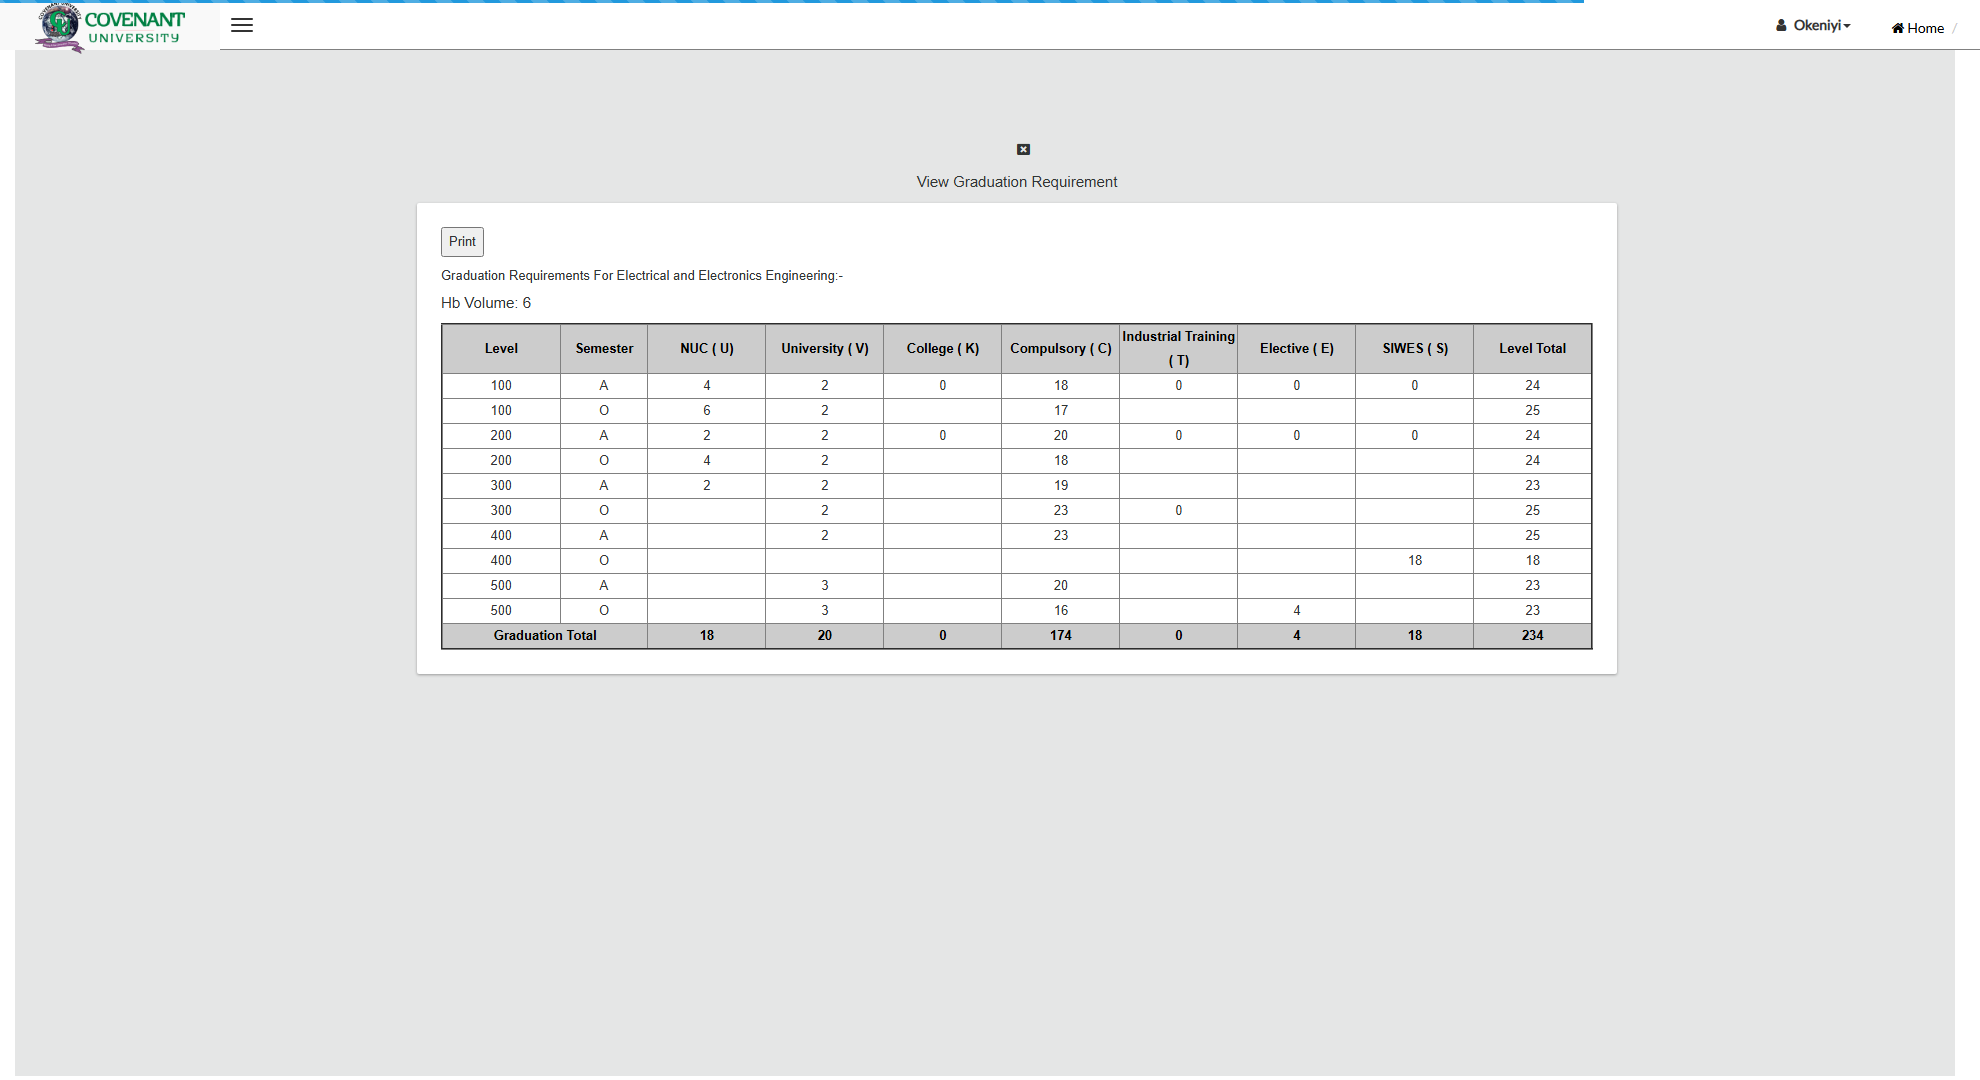 COVENANT
UNIVERSITY
Okeniyi
Home /
View Graduation Requirement
Print
Graduation Requirements For Electrical and Electronics Engineering:-
Hb Volume: 6
Level Semester NUC ( U) University ( V) College ( K) Compulsory ( C) Industrial Training ( T) Elective ( E) SIWES ( S) Level Total
100 A 4 2 0 18 0 0 0 24
100 O 6 2 17 25
200 A 2 2 0 20 0 0 0 24
200 O 4 2 18 24
300 A 2 2 19 23
300 O 2 23 0 25
400 A 2 23 25
400 O 18 18
500 A 3 20 23
500 O 3 16 4 23
Graduation Total 18 20 0 174 0 4 18 234